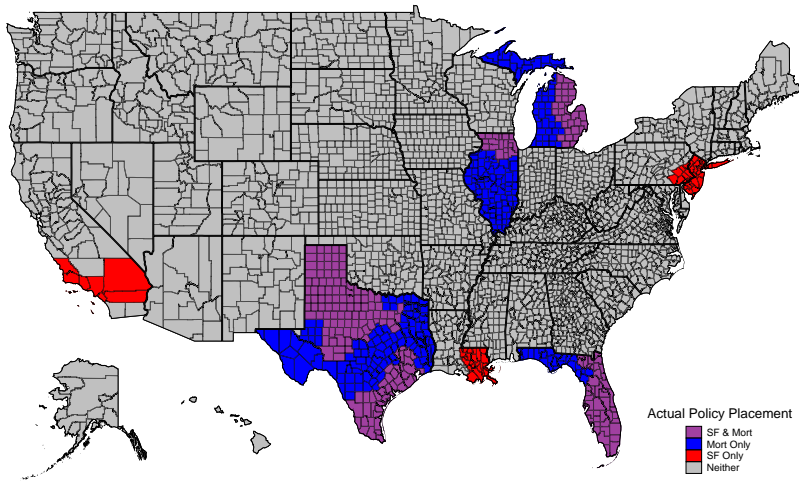 Actual Policy Placement
SF & Mort
Mort Only
SF Only
Neither